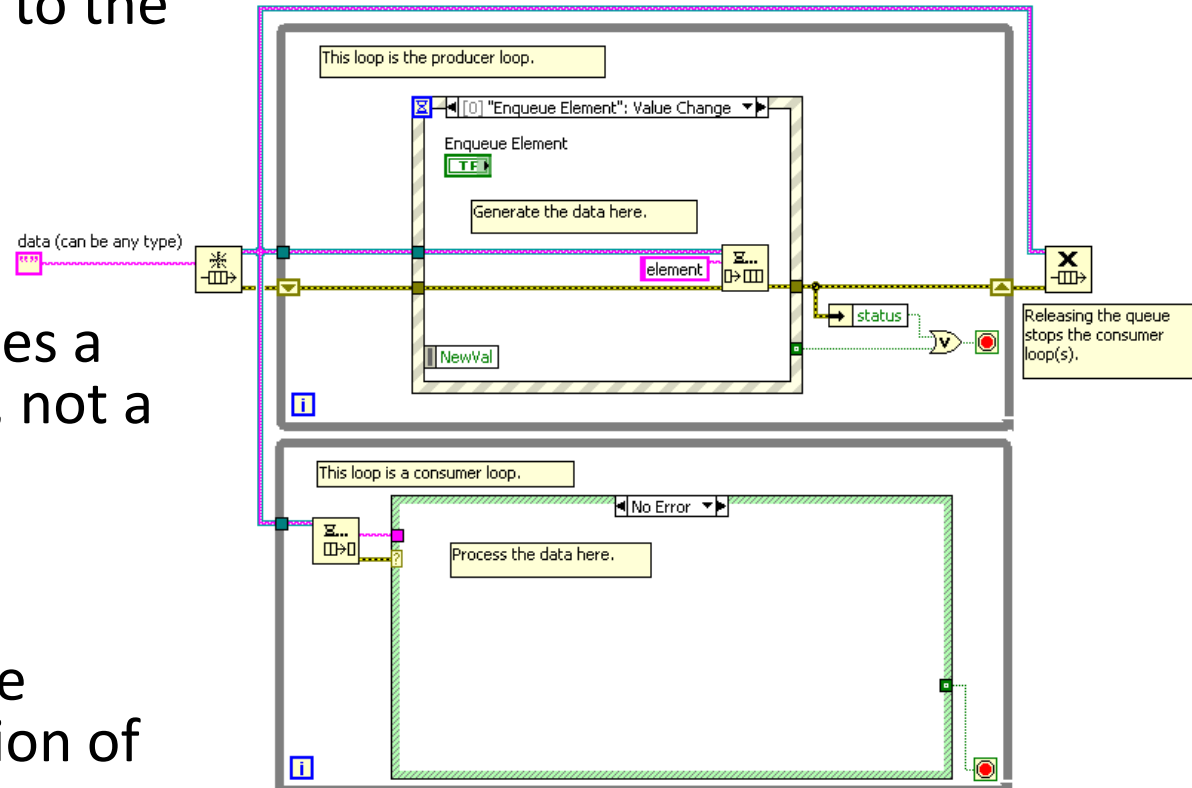 to the
This loop is the producer loop.
[0] "Enqueue Element": Value Change
Enqueue Element
TF
Generate the data here.
data (can be any type)
element
status
Releasing the queue
stops the consumer
loop(s).
es a
NewVal
not a
i
This loop is a consumer loop.
No Error
?
Process the data here.
e
ion of
i